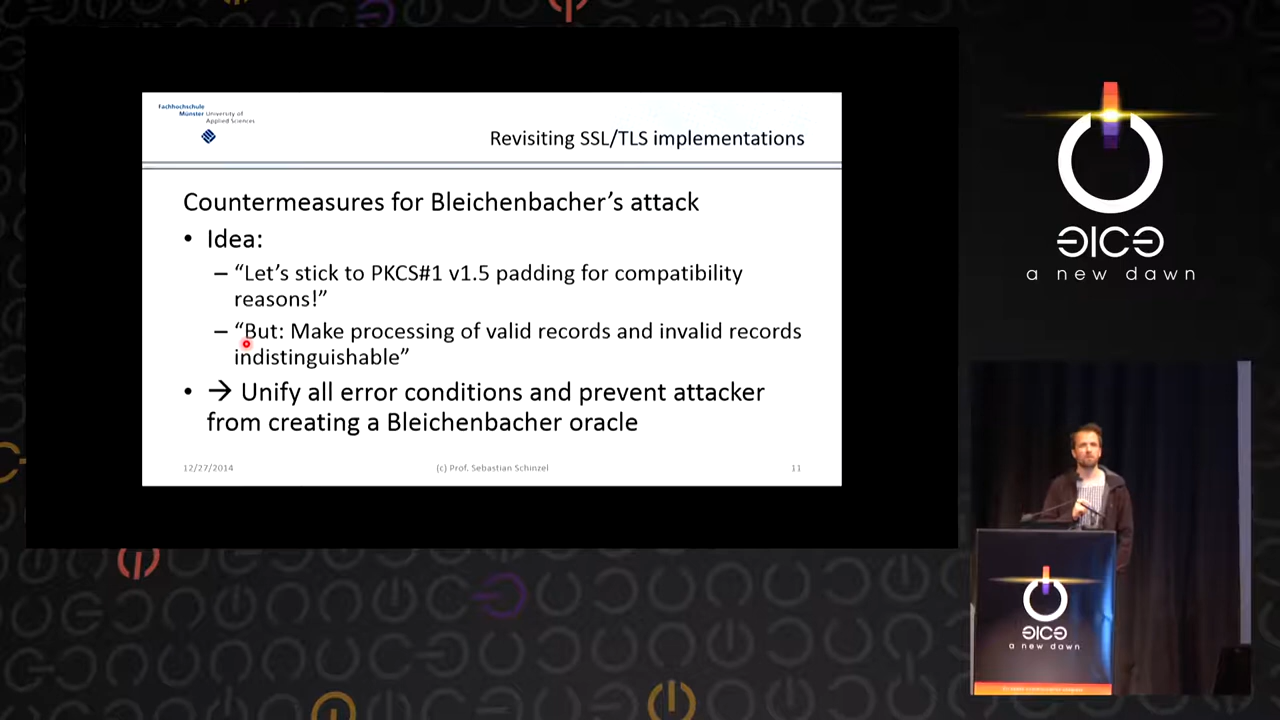 Fachhochschule
Münster University of
Applied Sciences
Revisiting SSL/TLS implementations
Countermeasures for Bleichenbacher’s attack
• Idea:
– “Let’s stick to PKCS#1 v1.5 padding for compatibility
reasons!”
– “But: Make processing of valid records and invalid records
indistinguishable”
• → Unify all error conditions and prevent attacker
from creating a Bleichenbacher oracle
12/27/2014
(c) Prof. Sebastian Schinzel
11
a new dawn
a new dawn